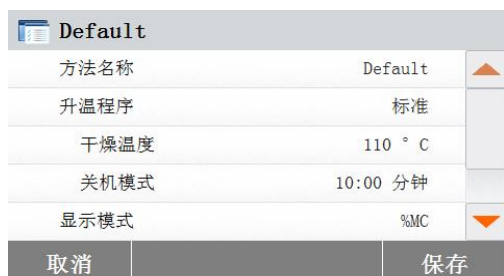 Default
方法名称 Default
升温程序 标准
干燥温度 110 ° C
关机模式 10:00 分钟
显示模式 %MC
取消 保存